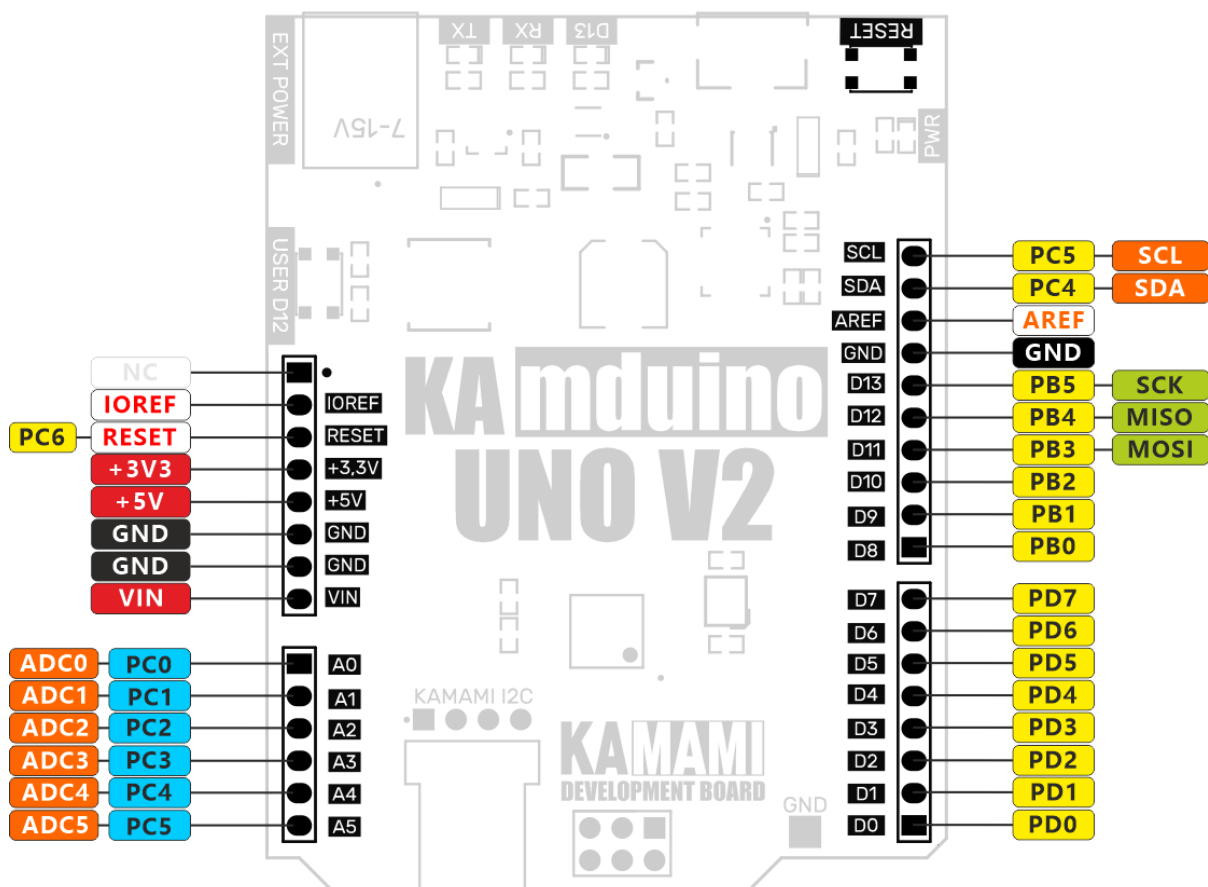 TX RX D13 RESET
EXT POWER
7-15V
PWR
USER D12
SCL PC5 SCL
SDA PC4 SDA
AREF AREF
GND GND
D13 PB5 SCK
D12 PB4 MISO
D11 PB3 MOSI
D10 PB2
D9 PB1
D8 PB0
NC
IOREF IOREF
PC6 RESET RESET
+3V3 +3,3V
+5V +5V
GND GND
GND GND
VIN VIN
KAmduino
UNO V2
D7 PD7
D6 PD6
D5 PD5
D4 PD4
D3 PD3
D2 PD2
D1 PD1
D0 PD0
ADC0 PC0 A0
ADC1 PC1 A1
ADC2 PC2 A2
ADC3 PC3 A3
ADC4 PC4 A4
ADC5 PC5 A5
KAMAMI I2C
KAMAMI
DEVELOPMENT BOARD
GND